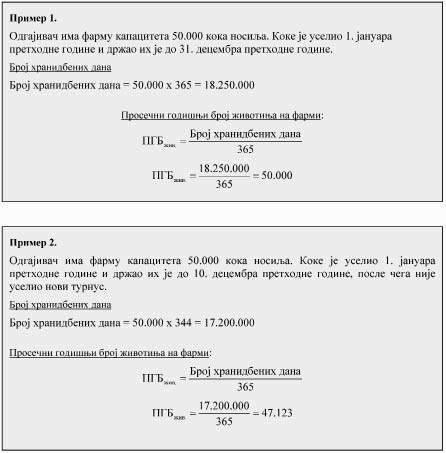 Пример 1.
Одгајивач има фарму капацитета 50.000 кока носиља. Коке је уселио 1. јануара
претходне године и држао их је до 31. децембра претходне године.
Број хранидбених дана
Број хранидбених дана = 50.000 x 365 = 18.250.000
Просечни годишњи број животиња на фарми:
ПГБжив. = Број хранидбених дана / 365
ПГБжив. = 18.250.000 / 365 = 50.000
Пример 2.
Одгајивач има фарму капацитета 50.000 кока носиља. Коке је уселио 1. јануара
претходне године и држао их је до 10. децембра претходне године, после чега није
уселио нови турнус.
Број хранидбених дана
Број хранидбених дана = 50.000 x 344 = 17.200.000
Просечни годишњи број животиња на фарми:
ПГБжив. = Број хранидбених дана / 365
ПГБжив. = 17.200.000 / 365 = 47.123